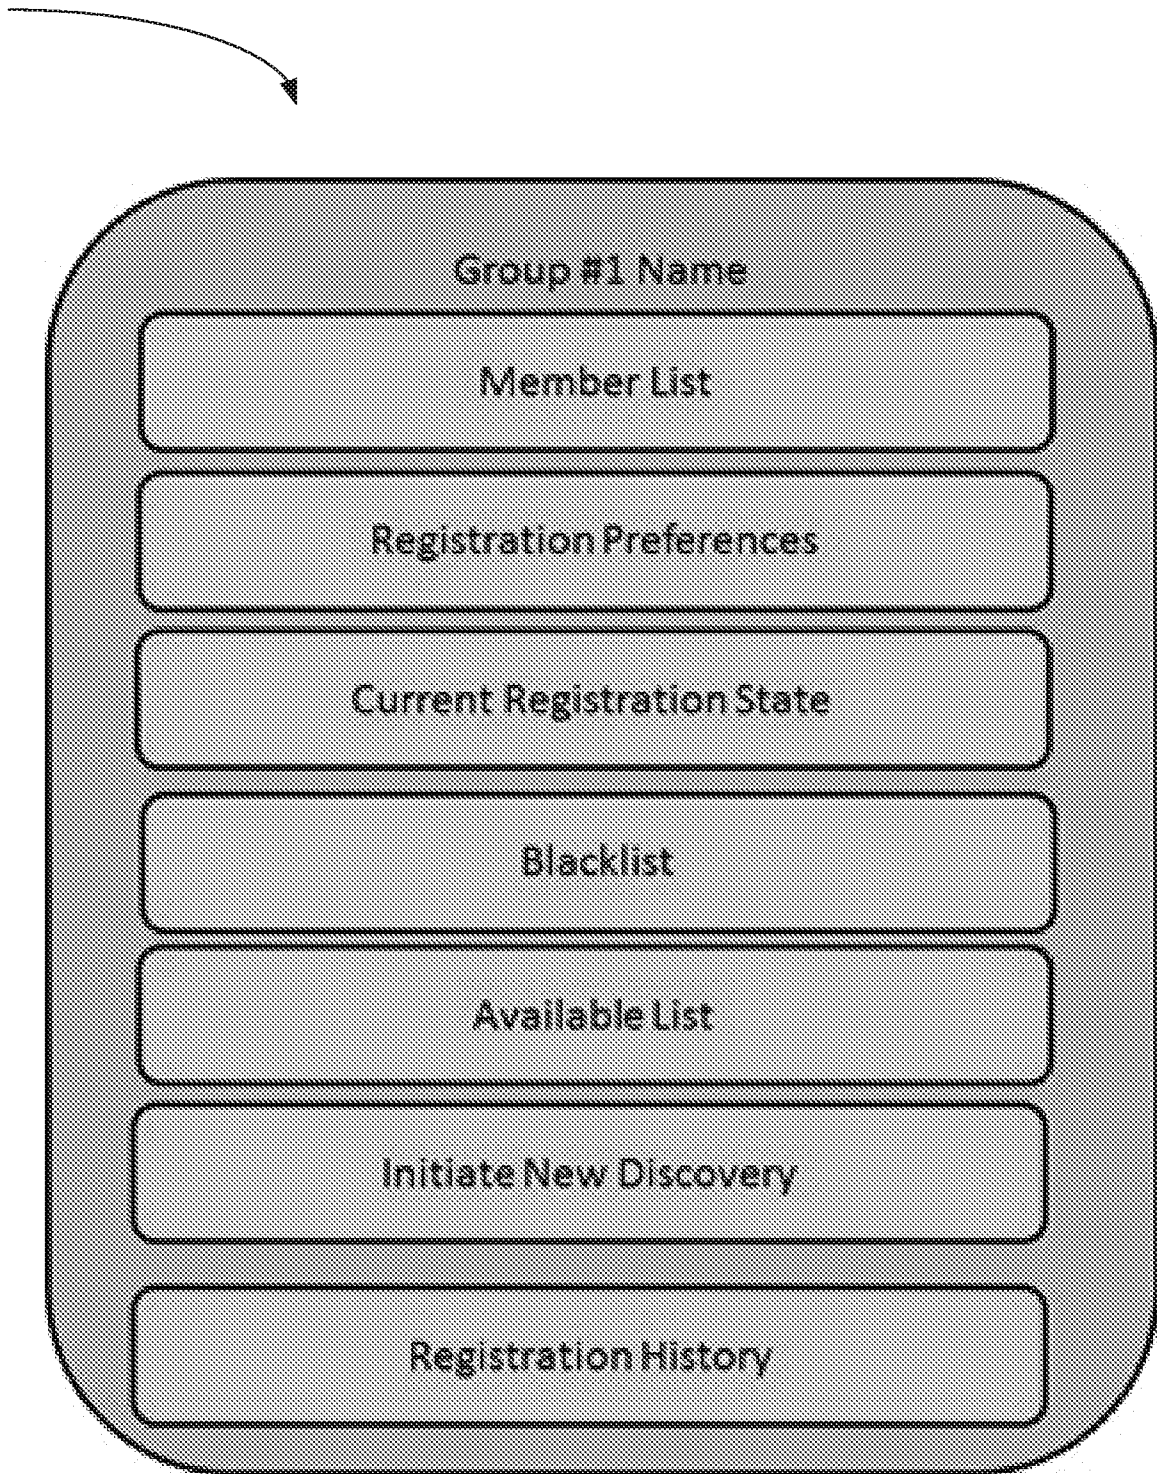 Group #1 Name
Member List
Registration Preferences
Current Registration State
Blacklist
Available List
Initiate New Discovery
Registration History